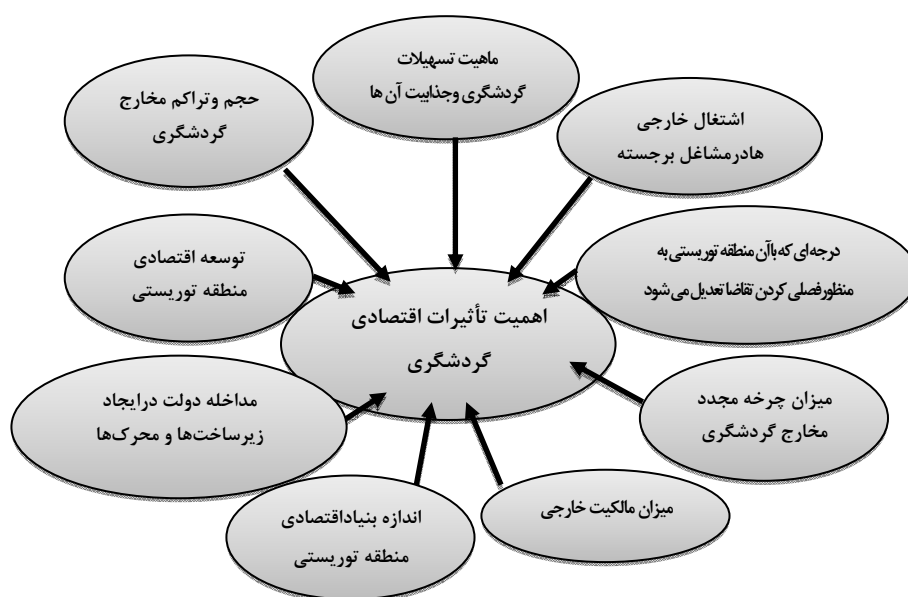 ماهیت تسهیلات
گردشگری وجذابیت آن ها
اشتغال خارجی
هادرمشاغل برجسته
حجم وتراکم مخارج
گردشگری
درجه‌ای که باآن منطقه توریستی به
منظورفصلی کردن تقاضا تعدیل می شود
توسعه اقتصادی
منطقه توریستی
اهمیت تأثیرات اقتصادی
گردشگری
میزان چرخه مجدد
مخارج گردشگری
مداخله دولت درایجاد
زیرساخت‌ها و محرک‌ها
میزان مالکیت خارجی
اندازه بنیاداقتصادی
منطقه توریستی